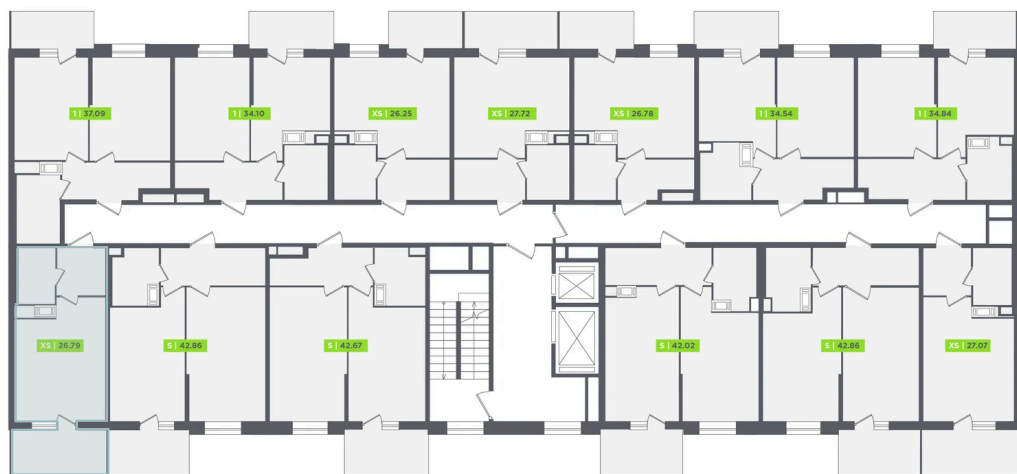 1 | 37.09
1 | 34.10
XS | 26.25
XS | 27.72
XS | 26.78
1 | 34.54
1 | 34.84
XS | 26.79
S | 42.86
S | 42.67
S | 42.02
S | 42.86
XS | 27.07